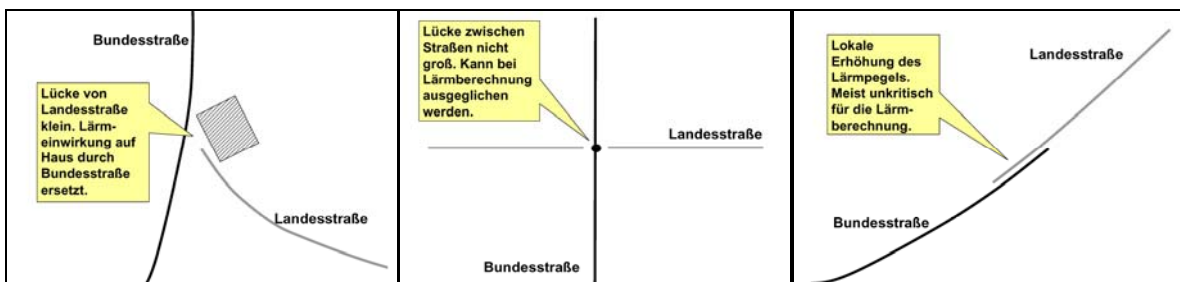 Bundesstraße
Lücke von
Landesstraße
klein. Lärm-
einwirkung auf
Haus durch
Bundesstraße
ersetzt.
Landesstraße
Lücke zwischen
Straßen nicht
groß. Kann bei
Lärmberechnung
ausgeglichen
werden.
Landesstraße
Bundesstraße
Lokale
Erhöhung des
Lärmpegels.
Meist unkritisch
für die Lärm-
berechnung.
Landesstraße
Bundesstraße